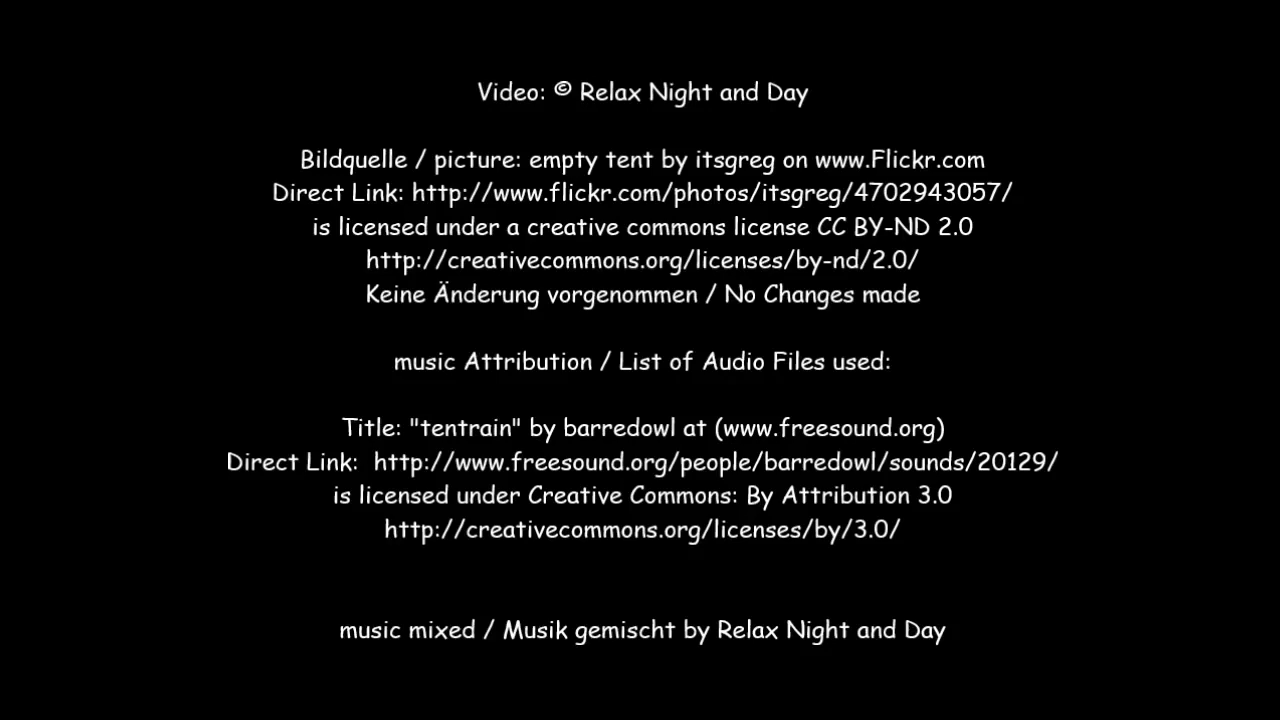 Video: © Relax Night and Day
Bildquelle / picture: empty tent by itsgreg on www.Flickr.com
Direct Link: http://www.flickr.com/photos/itsgreg/4702943057/
is licensed under a creative commons license CC BY-ND 2.0
http://creativecommons.org/licenses/by-nd/2.0/
Keine Änderung vorgenommen / No Changes made
music Attribution / List of Audio Files used:
Title: "tentrain" by barredowl at (www.freesound.org)
Direct Link:  http://www.freesound.org/people/barredowl/sounds/20129/
is licensed under Creative Commons: By Attribution 3.0
http://creativecommons.org/licenses/by/3.0/
music mixed / Musik gemischt by Relax Night and Day